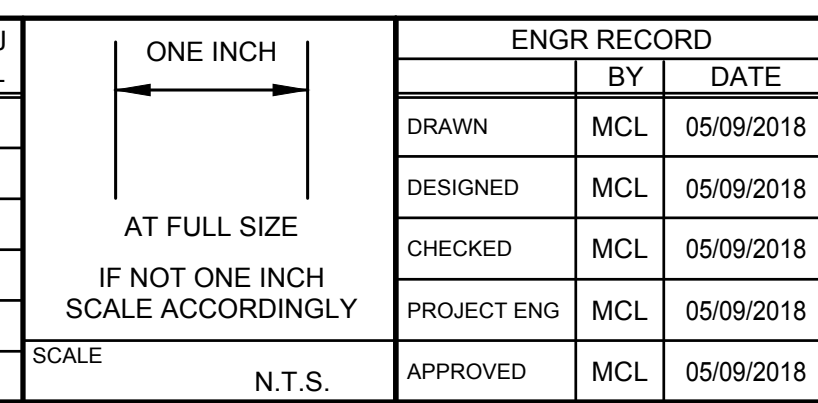 ONE INCH
AT FULL SIZE
IF NOT ONE INCH
SCALE ACCORDINGLY
SCALE
N.T.S.
ENGR RECORD
BY DATE
DRAWN MCL 05/09/2018
DESIGNED MCL 05/09/2018
CHECKED MCL 05/09/2018
PROJECT ENG MCL 05/09/2018
APPROVED MCL 05/09/2018